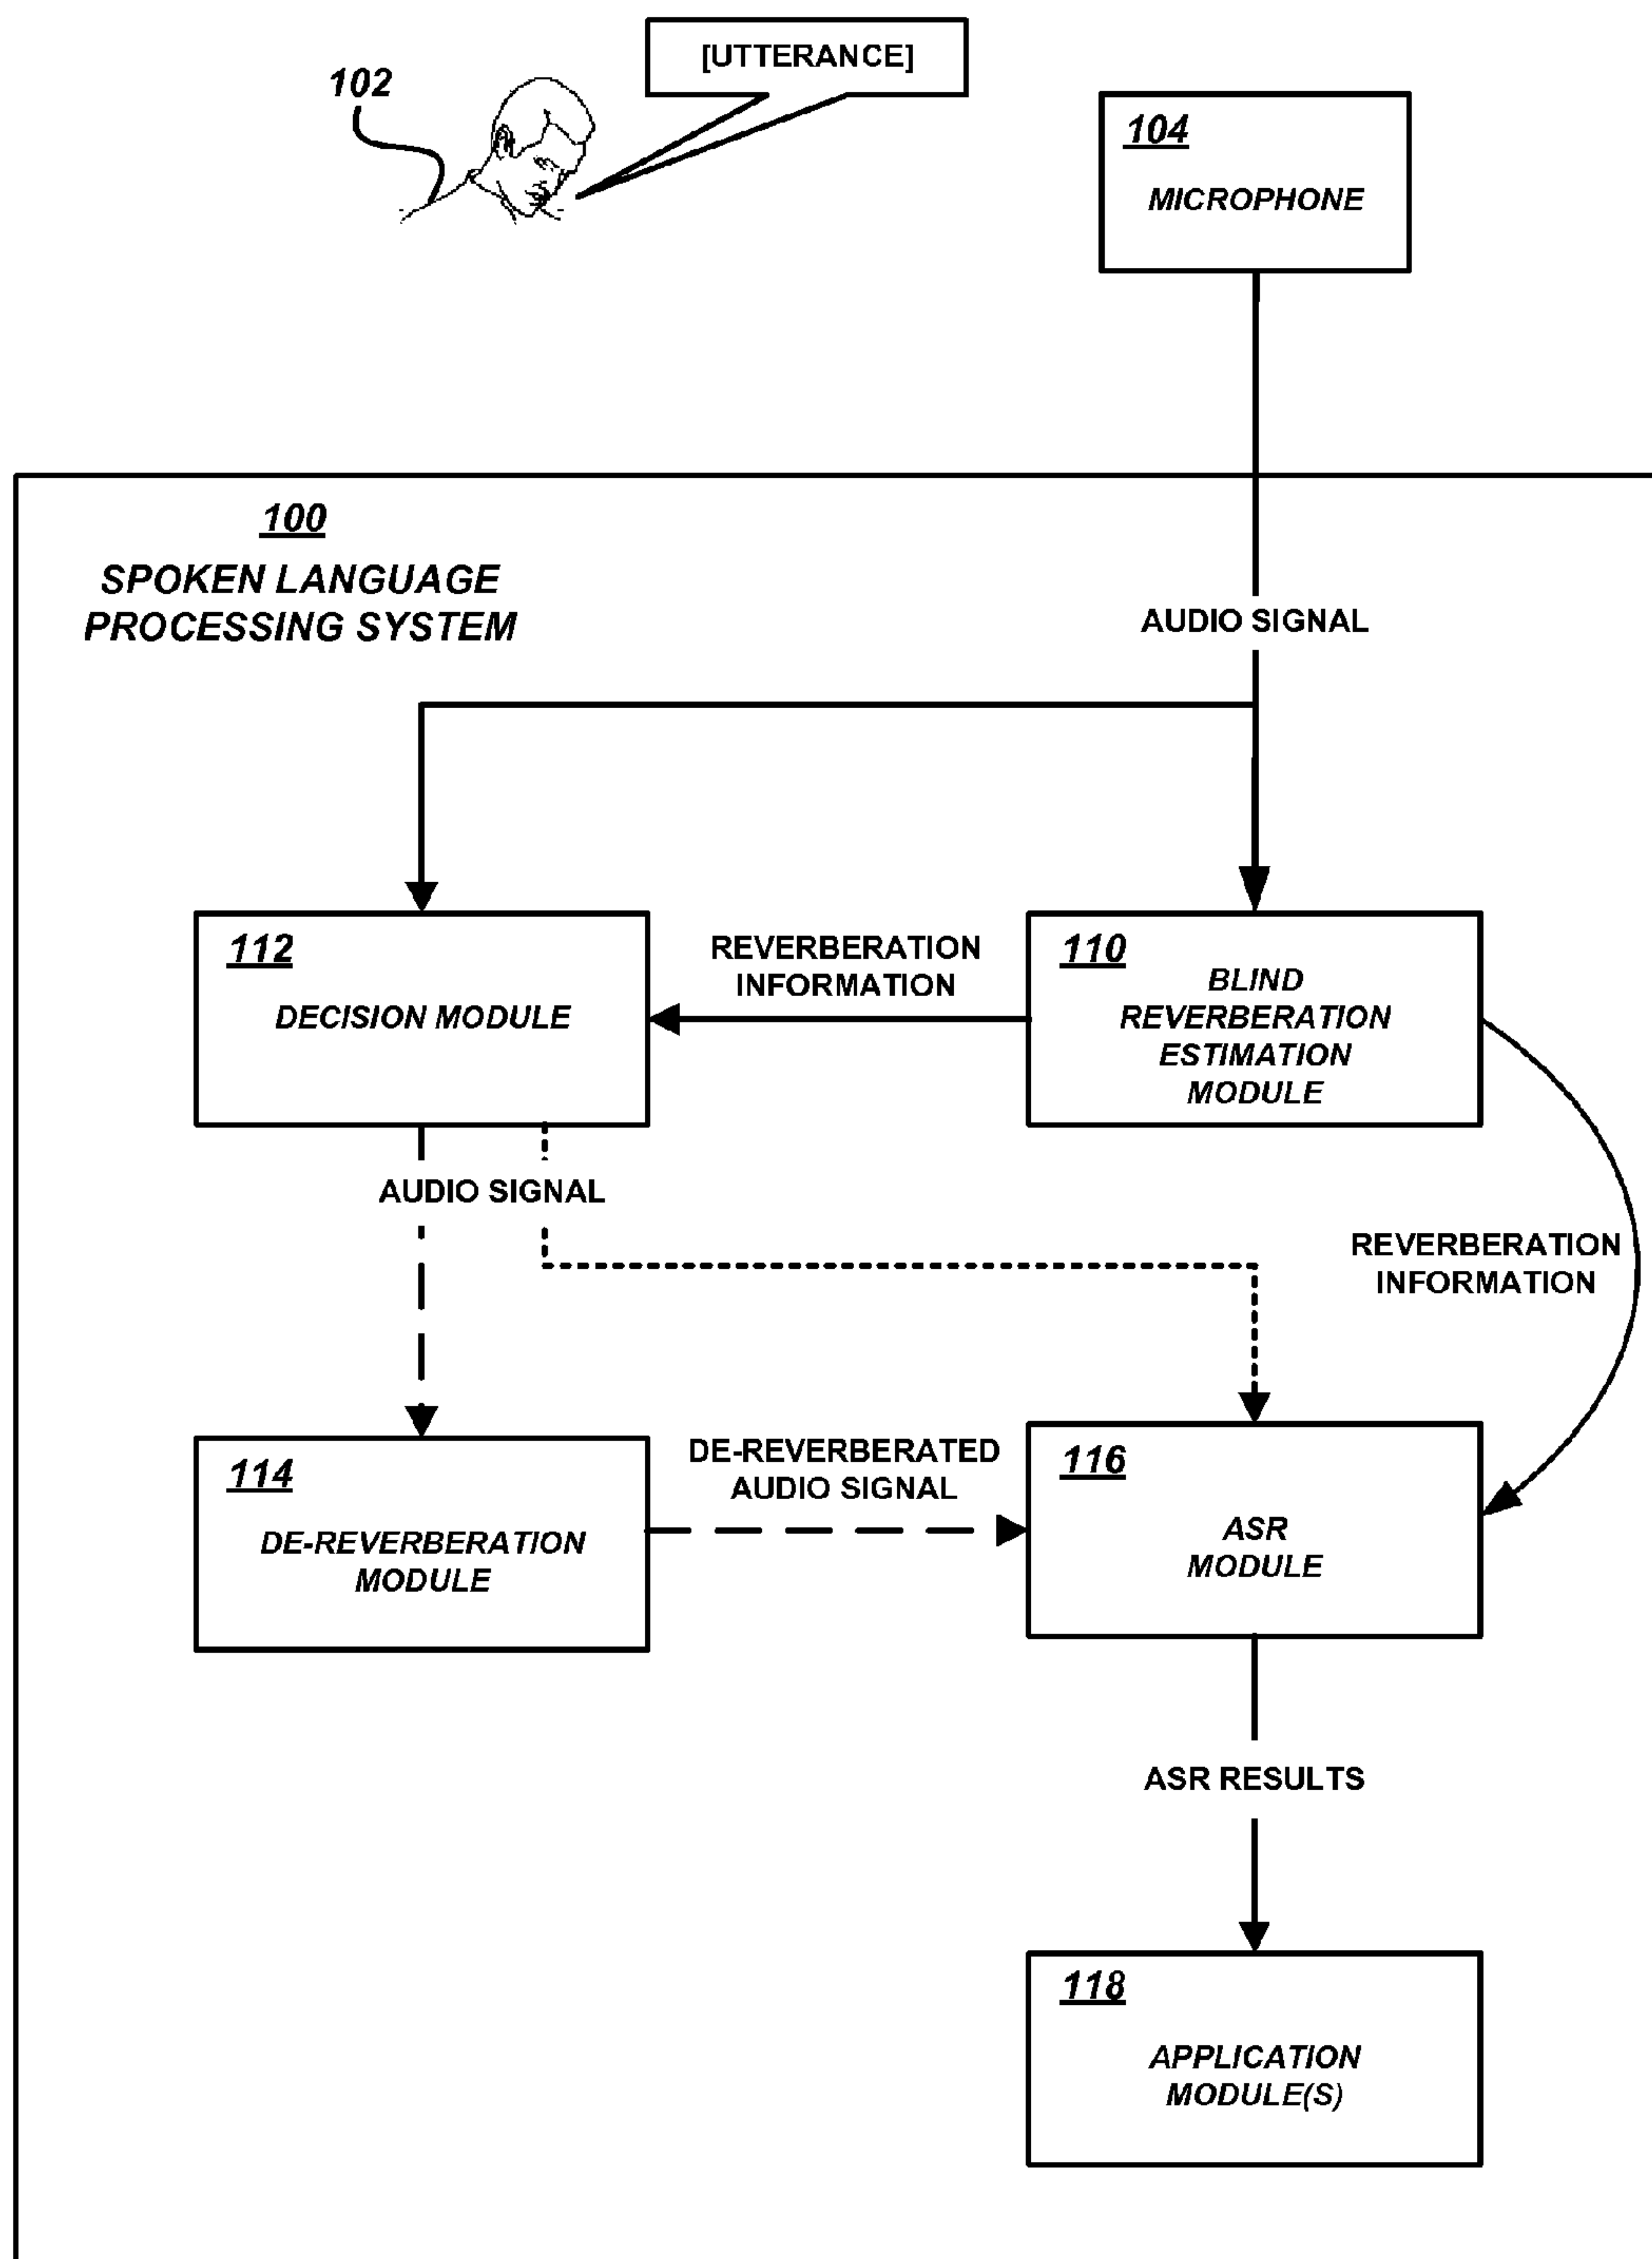 [UTTERANCE]
102
104
MICROPHONE
100
SPOKEN LANGUAGE
PROCESSING SYSTEM
AUDIO SIGNAL
112
DECISION MODULE
REVERBERATION
INFORMATION
110
BLIND
REVERBERATION
ESTIMATION
MODULE
AUDIO SIGNAL
REVERBERATION
INFORMATION
114
DE-REVERBERATION
MODULE
DE-REVERBERATED
AUDIO SIGNAL
116
ASR
MODULE
ASR RESULTS
118
APPLICATION
MODULE(S)